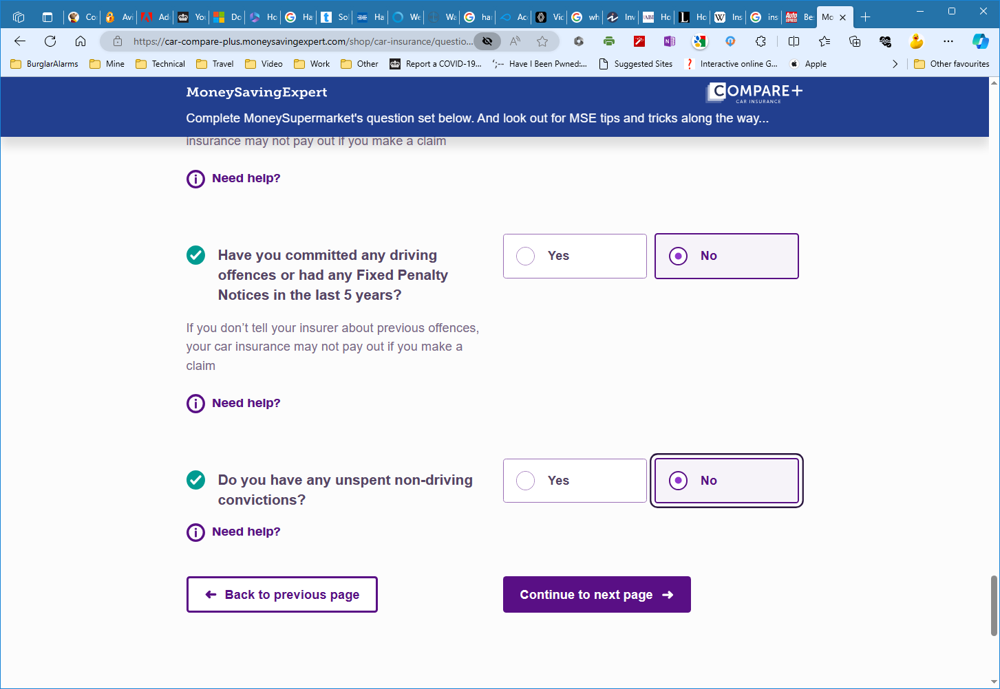 Co
Avi
Ad
You
Do
Ho
Ha
Sol
Ha
We
Wa
har
Acc
Vic
wh
Inv
ABI
Ho
Ho
Ins
ins
Be
Mo
https://car-compare-plus.moneysavingexpert.com/shop/car-insurance/questio...
BurglarAlarms
Mine
Technical
Travel
Video
Work
Other
Report a COVID-19...
Have I Been Pwned:...
Suggested Sites
Interactive online G...
Apple
Other favourites
MoneySavingExpert
COMPARE+
CAR INSURANCE
Complete MoneySupermarket's question set below. And look out for MSE tips and tricks along the way...
insurance may not pay out if you make a claim
Need help?
Have you committed any driving
offences or had any Fixed Penalty
Notices in the last 5 years?
Yes
No
If you don’t tell your insurer about previous offences,
your car insurance may not pay out if you make a
claim
Need help?
Do you have any unspent non-driving
convictions?
Yes
No
Need help?
Back to previous page
Continue to next page